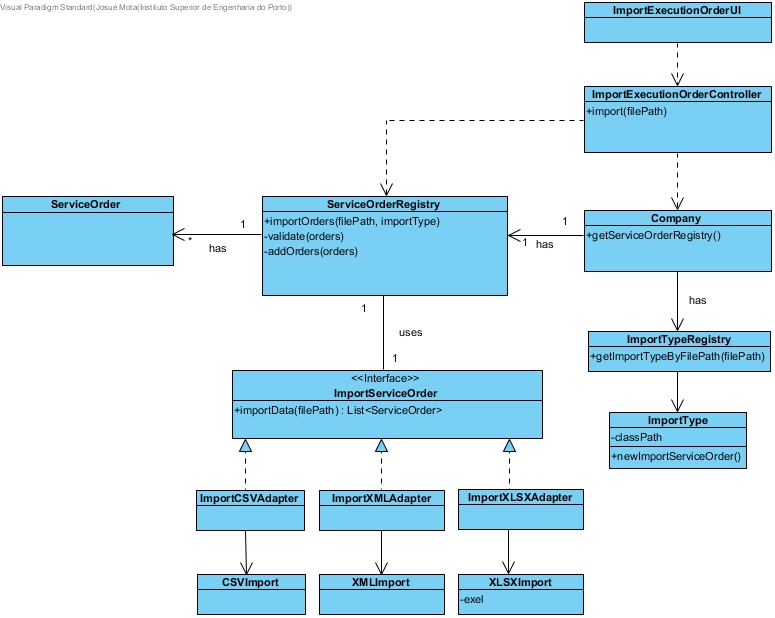 Visual Paradigm Standard(Josué Mota(Instituto Superior de Engenharia do Porto))
ImportExecutionOrderUI
ImportExecutionOrderController
+import(filePath)
ServiceOrder
ServiceOrderRegistry
+importOrders(filePath, importType)
-validate(orders)
-addOrders(orders)
Company
+getServiceOrderRegistry()
1
*
has
1
1
has
has
1
uses
1
ImportTypeRegistry
+getImportTypeByFilePath(filePath)
<<Interface>>
ImportServiceOrder
+importData(filePath) : List<ServiceOrder>
ImportType
-classPath
+newImportServiceOrder()
ImportCSVAdapter
ImportXMLAdapter
ImportXLSXAdapter
CSVImport
XMLImport
XLSXImport
-exel